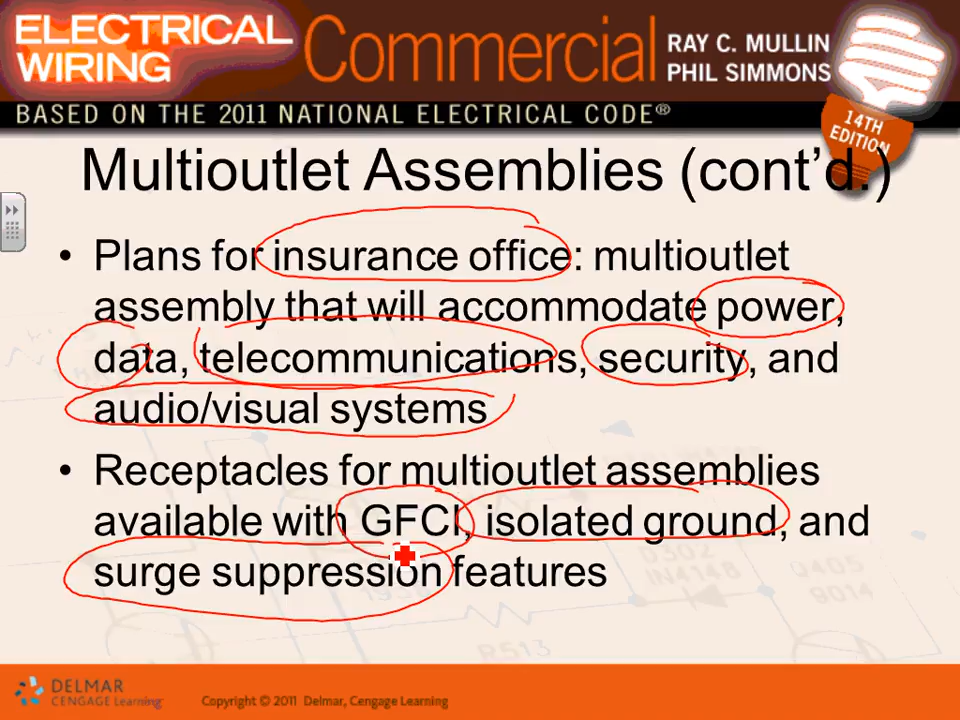 ELECTRICAL
WIRING
Commercial
RAY C. MULLIN
PHIL SIMMONS
BASED ON THE 2011 NATIONAL ELECTRICAL CODE®
14TH
EDITION
Multioutlet Assemblies (cont’d.)
• Plans for insurance office: multioutlet
assembly that will accommodate power,
data, telecommunications, security, and
audio/visual systems
• Receptacles for multioutlet assemblies
available with GFCI, isolated ground, and
surge suppression features
IN4148
9014
R513
DELMAR
CENGAGE Learning
Copyright © 2011 Delmar, Cengage Learning